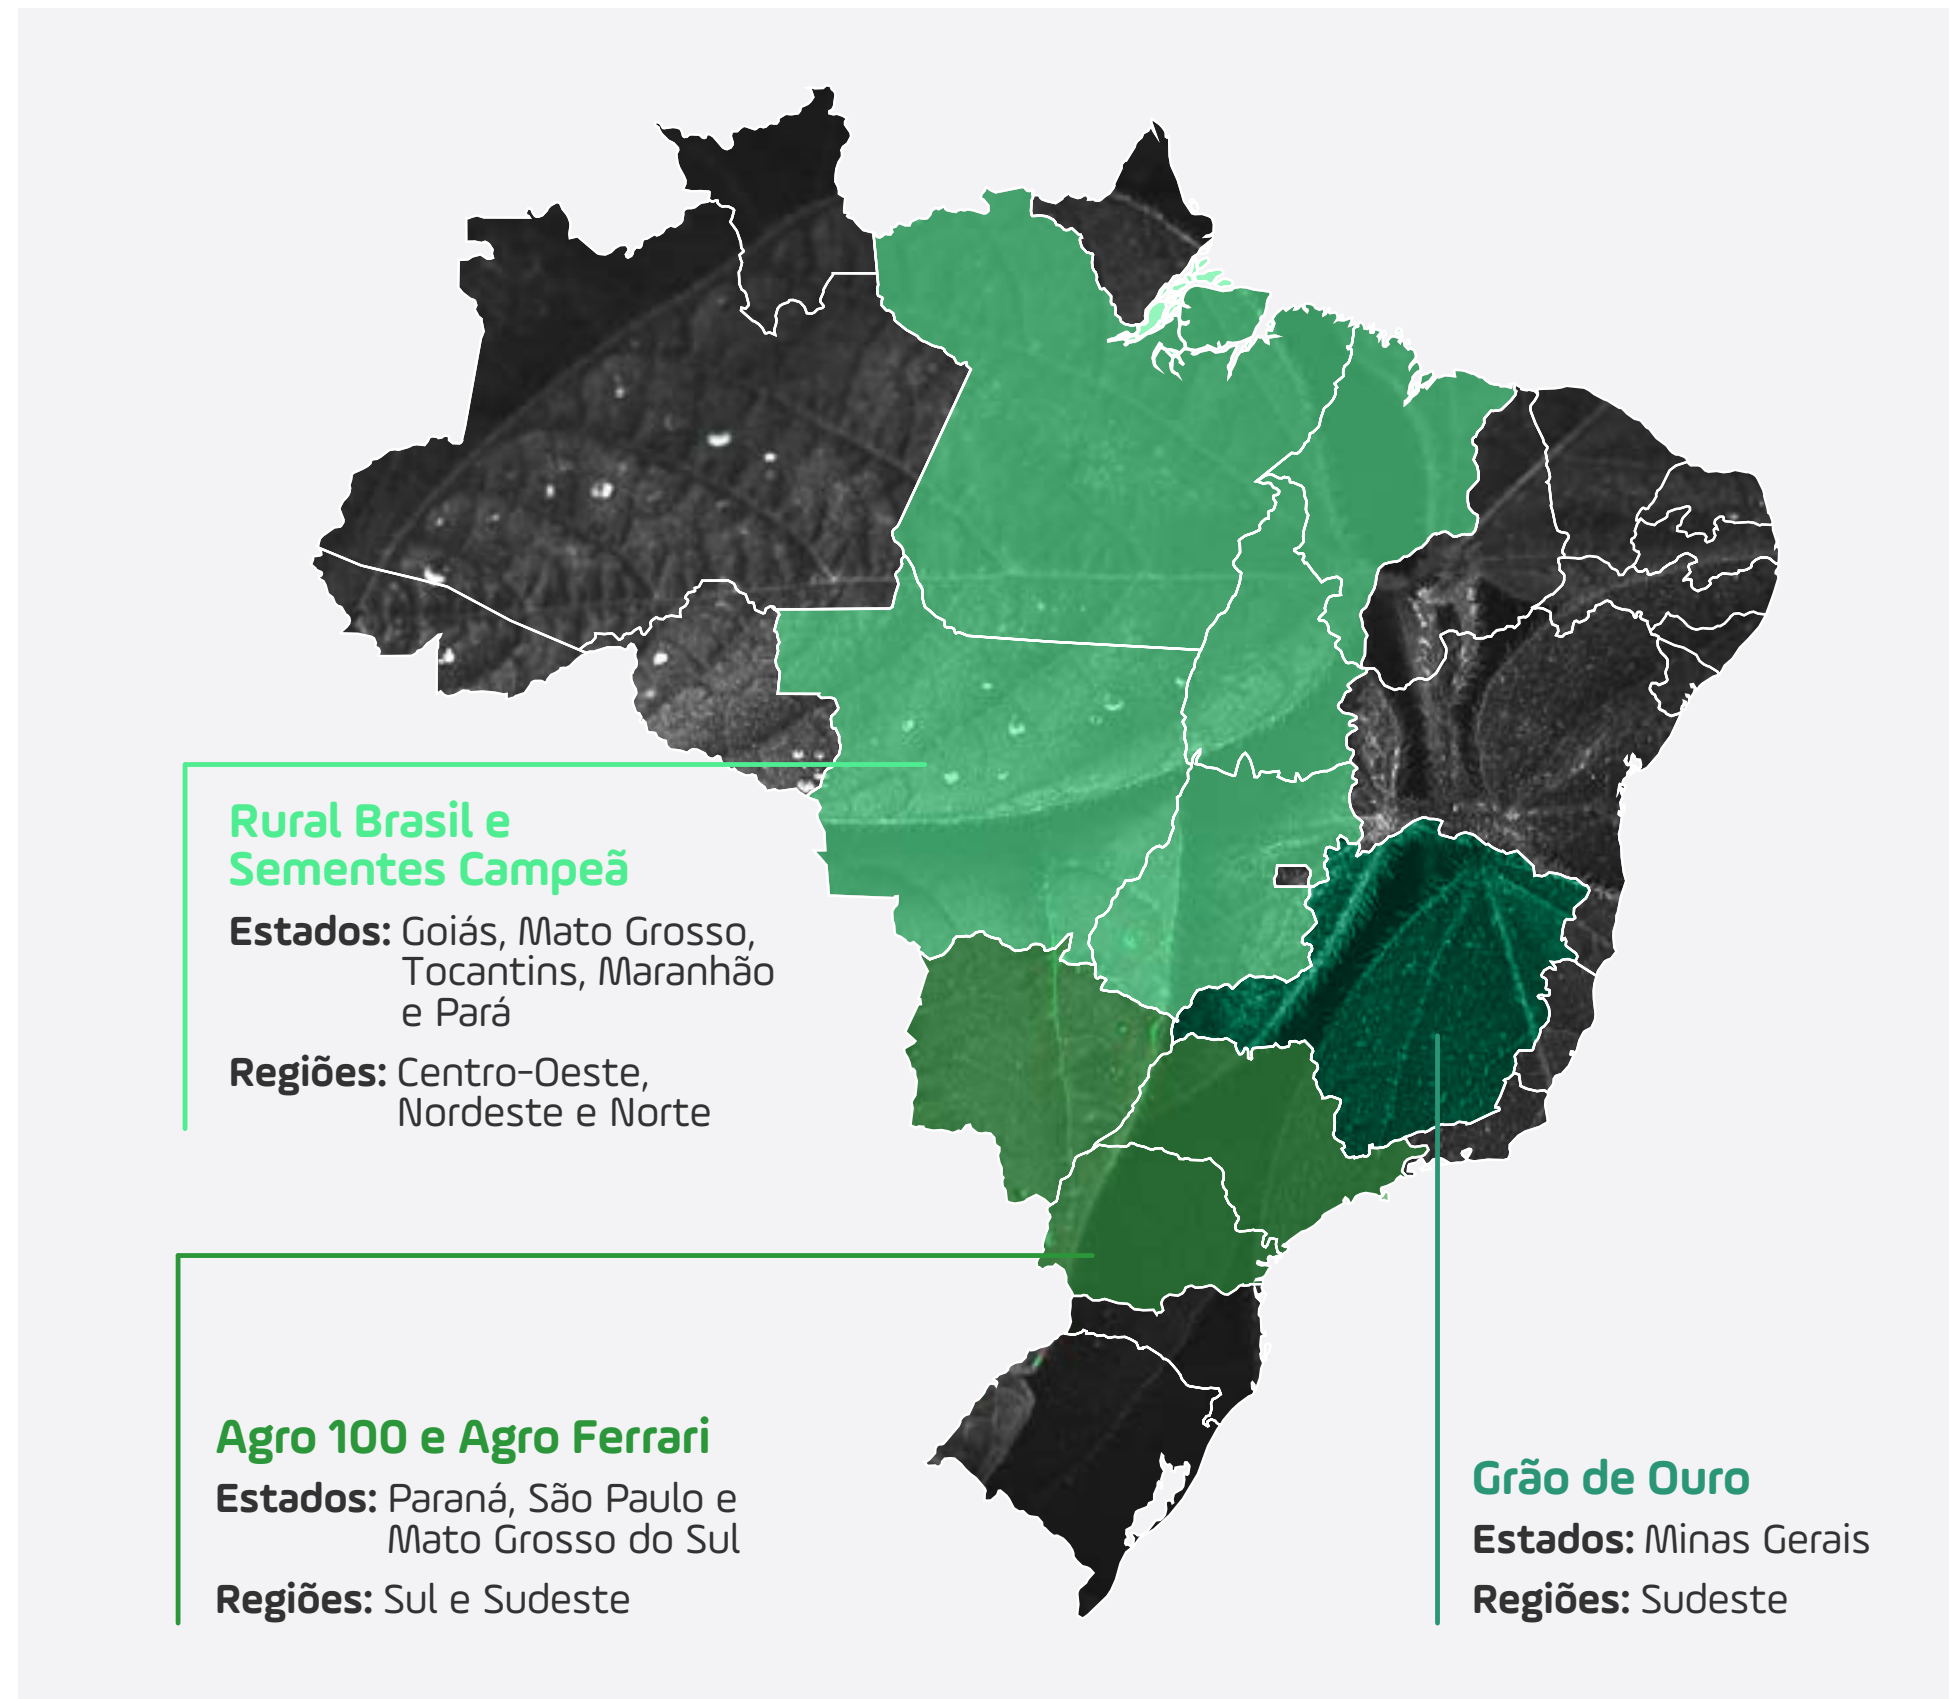 Rural Brasil e
Sementes Campeã
Estados: Goiás, Mato Grosso,
Tocantins, Maranhão
e Pará
Regiões: Centro-Oeste,
Nordeste e Norte
Agro 100 e Agro Ferrari
Estados: Paraná, São Paulo e
Mato Grosso do Sul
Regiões: Sul e Sudeste
Grão de Ouro
Estados: Minas Gerais
Regiões: Sudeste